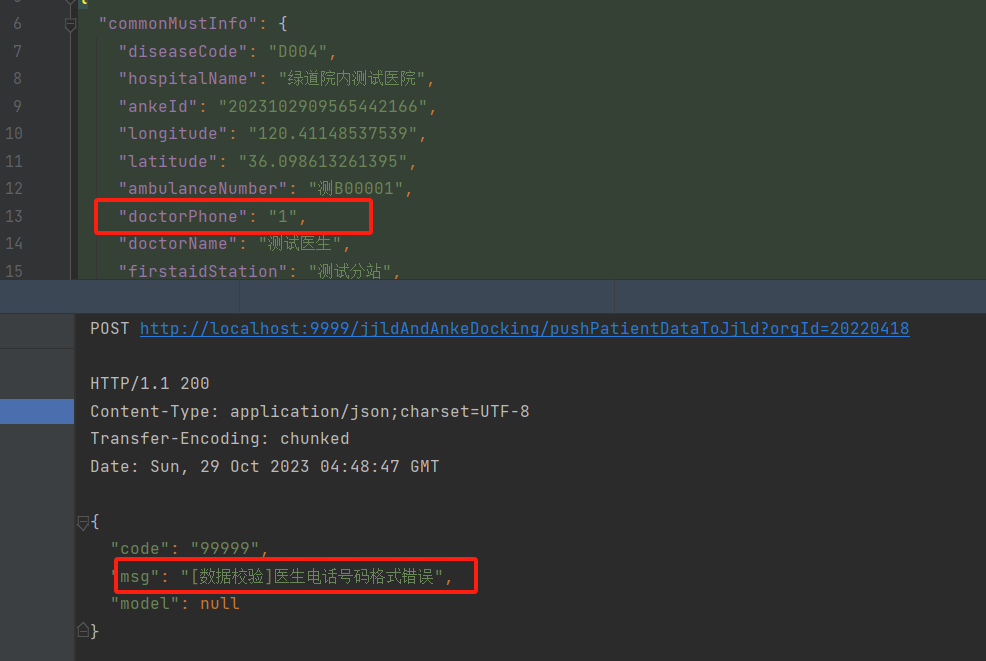 6 "commonMustInfo": {
7 "diseaseCode": "D004",
8 "hospitalName": "绿道院内测试医院",
9 "ankeId": "2023102909565442166",
10 "longitude": "120.41148537539",
11 "latitude": "36.098613261395",
12 "ambulanceNumber": "测B00001",
13 "doctorPhone": "1",
14 "doctorName": "测试医生",
15 "firstaidStation": "测试分站",
POST http://localhost:9999/jjldAndAnkeDocking/pushPatientDataToJjld?orgId=20220418
HTTP/1.1 200
Content-Type: application/json;charset=UTF-8
Transfer-Encoding: chunked
Date: Sun, 29 Oct 2023 04:48:47 GMT
{
"code": "99999",
"msg": "[数据校验]医生电话号码格式错误",
"model": null
}